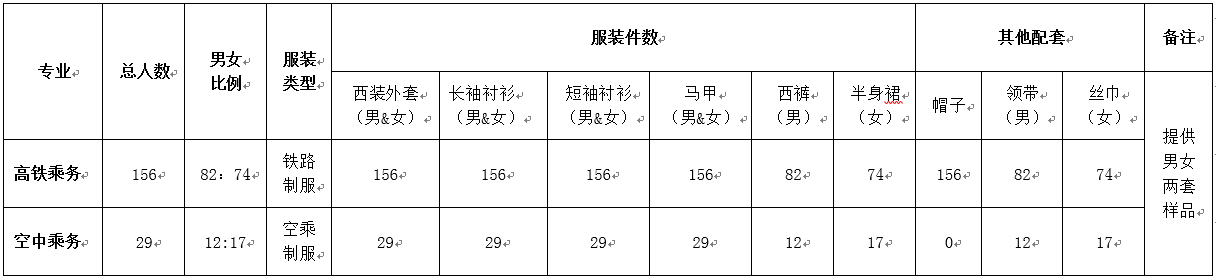 专业 总人数 男女比例 服装类型 服装件数 其他配套 备注
西装外套（男&女） 长袖衬衫（男&女） 短袖衬衫（男&女） 马甲（男&女） 西裤（男） 半身裙（女） 帽子 领带（男） 丝巾（女） 提供男女两套样品
高铁乘务 156 82：74 铁路制服 156 156 156 156 82 74 156 82 74
空中乘务 29 12:17 空乘制服 29 29 29 29 12 17 0 12 17